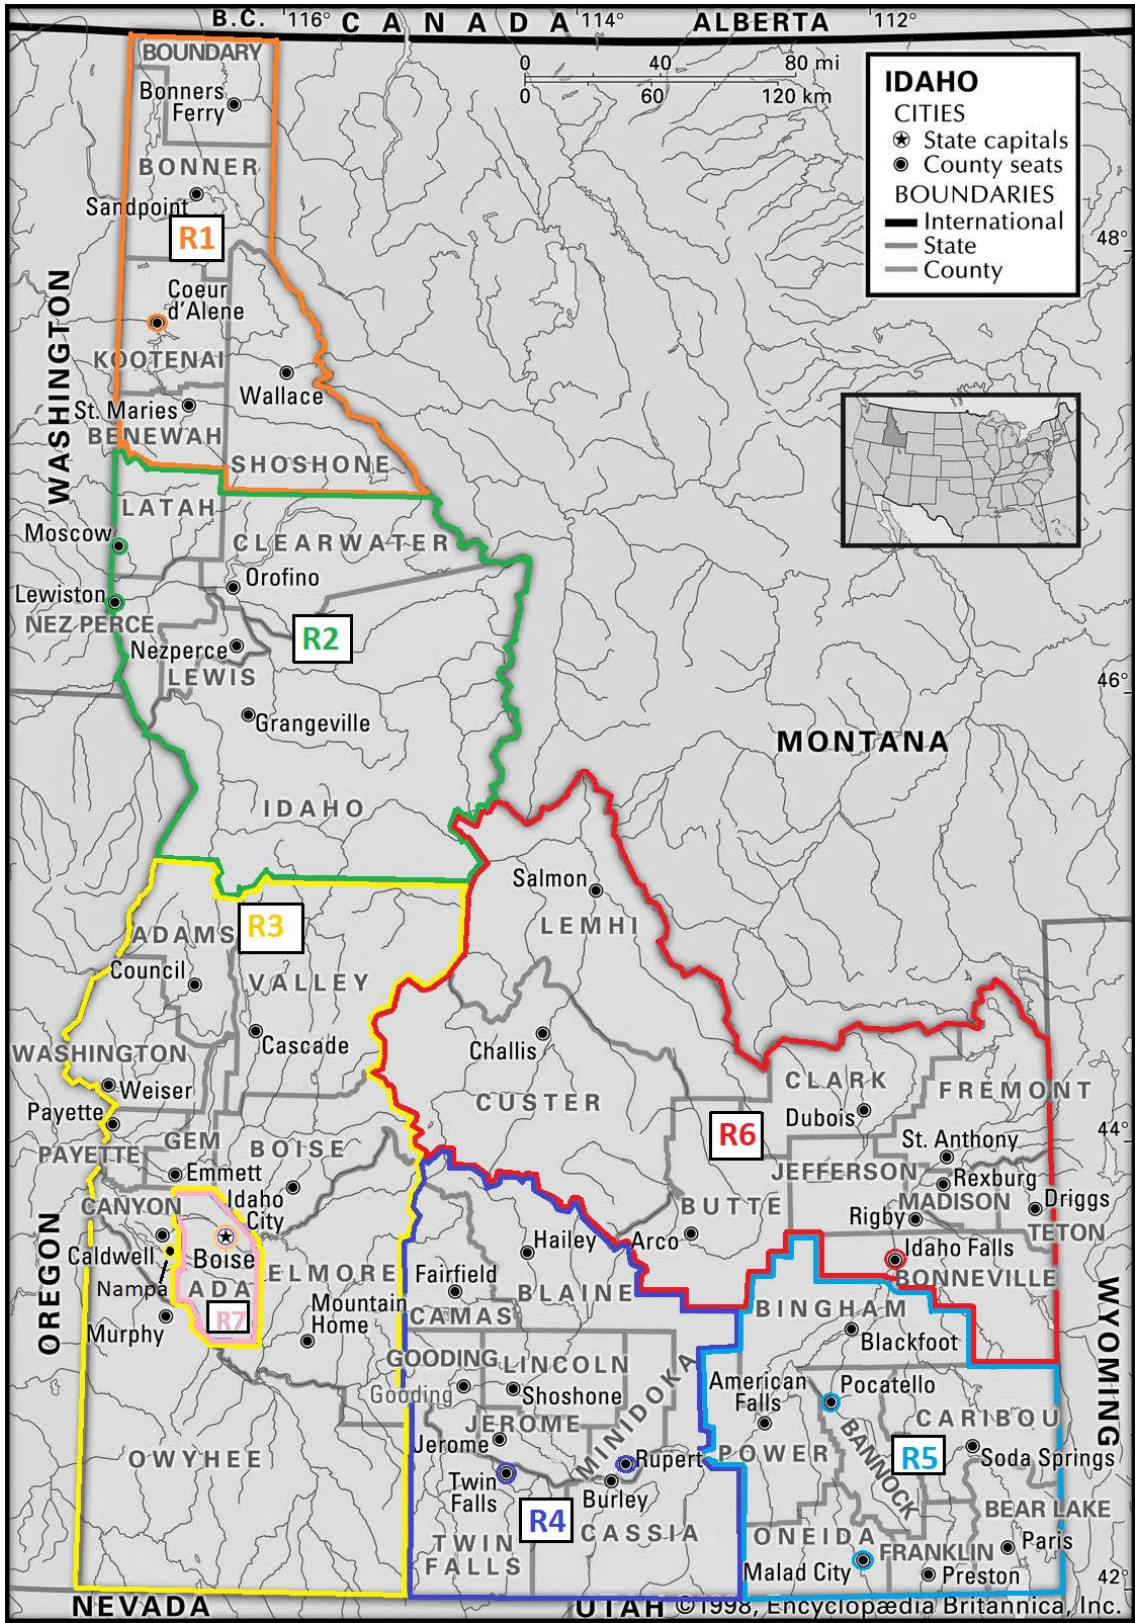 B.C. 116° CANADA 114° ALBERTA 112°
0 40 80 mi
0 60 120 km
IDAHO
CITIES
State capitals
County seats
BOUNDARIES
International
State
County
BOUNDARY
Bonners
Ferry
BONNER
Sandpoint
R1
48°
WASHINGTON
Coeur
d'Alene
KOOTENAI
Wallace
St. Maries
BENEWAH
SHOSHONE
LATAH
Moscow
CLEARWATER
Orofino
Lewiston
NEZ PERCE
R2
Nezperce
LEWIS
46°
Grangeville
MONTANA
IDAHO
Salmon
LEMHI
R3
ADAMS
Council
VALLEY
Cascade
Challis
WASHINGTON
Weiser
CUSTER
CLARK
FREMONT
Payette
Dubois
R6
44°
PAYETTE
GEM
BOISE
St. Anthony
JEFFERSON
Emmett
Rexburg
MADISON
Driggs
CANYON
Idaho
City
BUTTE
Rigby
TETON
OREGON
Caldwell
Boise
Hailey
Arco
Idaho Falls
BONNEVILLE
Nampa
ADA
ELMORE
Fairfield
BLAINE
WYOMING
R7
Mountain
Home
CAMAS
BINGHAM
Murphy
Blackfoot
GOODING
LINCOLN
Gooding
Shoshone
MINIDOKA
American
Falls
Pocatello
JEROME
CARIBOU
Jerome
BANNOCK
OWYHEE
Rupert
POWER
R5
Soda Springs
Twin
Falls
Burley
R4
BEAR LAKE
TWIN
FALLS
CASSIA
ONEIDA
FRANKLIN
Paris
Malad City
Preston
42°
NEVADA
UTAH
©1998, Encyclopædia Britannica, Inc.